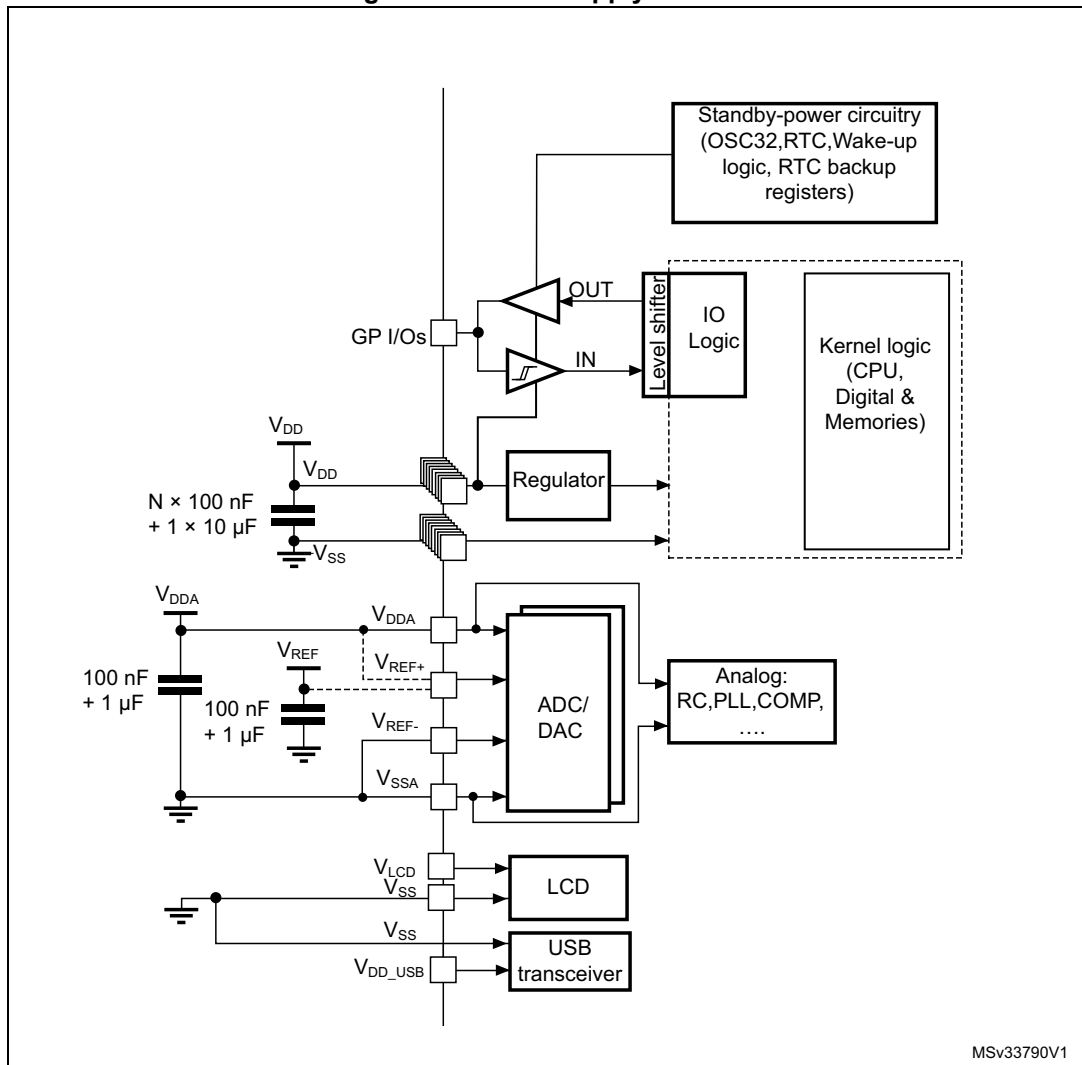 Standby-power circuitry
(OSC32,RTC,Wake-up
logic, RTC backup
registers)
OUT
Level shifter
IO
Logic
GP I/Os
IN
Kernel logic
(CPU,
Digital &
Memories)
VDD
VDD
Regulator
N × 100 nF
+ 1 × 10 µF
VSS
VDDA
VDDA
VREF
VREF+
100 nF
+ 1 µF
100 nF
+ 1 µF
ADC/
DAC
Analog:
RC,PLL,COMP,
....
VREF-
VSSA
VLCD
VSS
LCD
VSS
USB
transceiver
VDD_USB
MSv33790V1